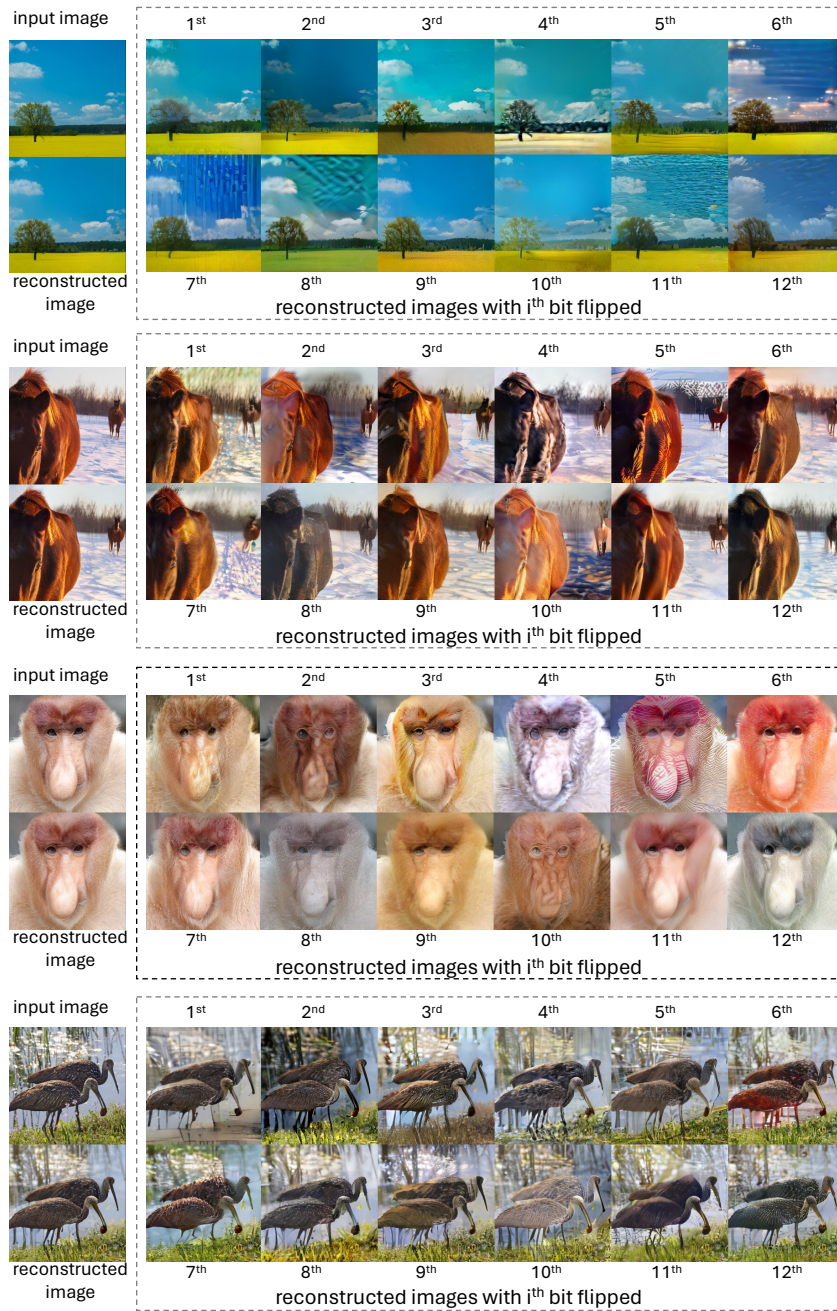 input image
1st 2nd 3rd 4th 5th 6th
reconstructed
image
7th 8th 9th 10th 11th 12th
reconstructed images with ith bit flipped
input image
1st 2nd 3rd 4th 5th 6th
reconstructed
image
7th 8th 9th 10th 11th 12th
reconstructed images with ith bit flipped
input image
1st 2nd 3rd 4th 5th 6th
reconstructed
image
7th 8th 9th 10th 11th 12th
reconstructed images with ith bit flipped
input image
1st 2nd 3rd 4th 5th 6th
reconstructed
image
7th 8th 9th 10th 11th 12th
reconstructed images with ith bit flipped